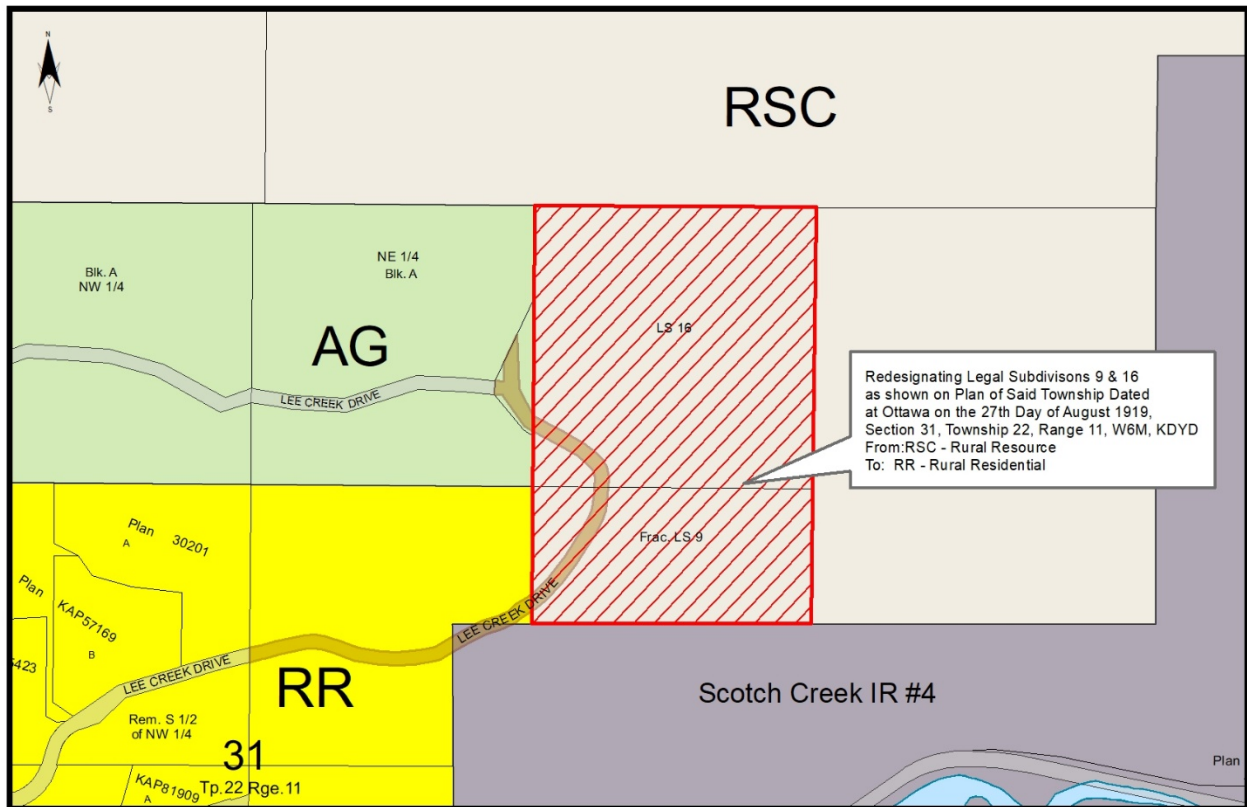 N
S
RSC
NE 1/4
Blk. A
Blk. A
NW 1/4
AG
LS 16
LEE CREEK DRIVE
Redesignating Legal Subdivisons 9 & 16
as shown on Plan of Said Township Dated
at Ottawa on the 27th Day of August 1919,
Section 31, Township 22, Range 11, W6M, KDYD
From:RSC - Rural Resource
To: RR - Rural Residential
Plan 30201
A
Frac. LS 9
Plan
KAP57169
B
LEE CREEK DRIVE
5423
LEE CREEK DRIVE
RR
Scotch Creek IR #4
Rem. S 1/2
of NW 1/4
31
Tp.22 Rge.11
KAP81909
A
Plan